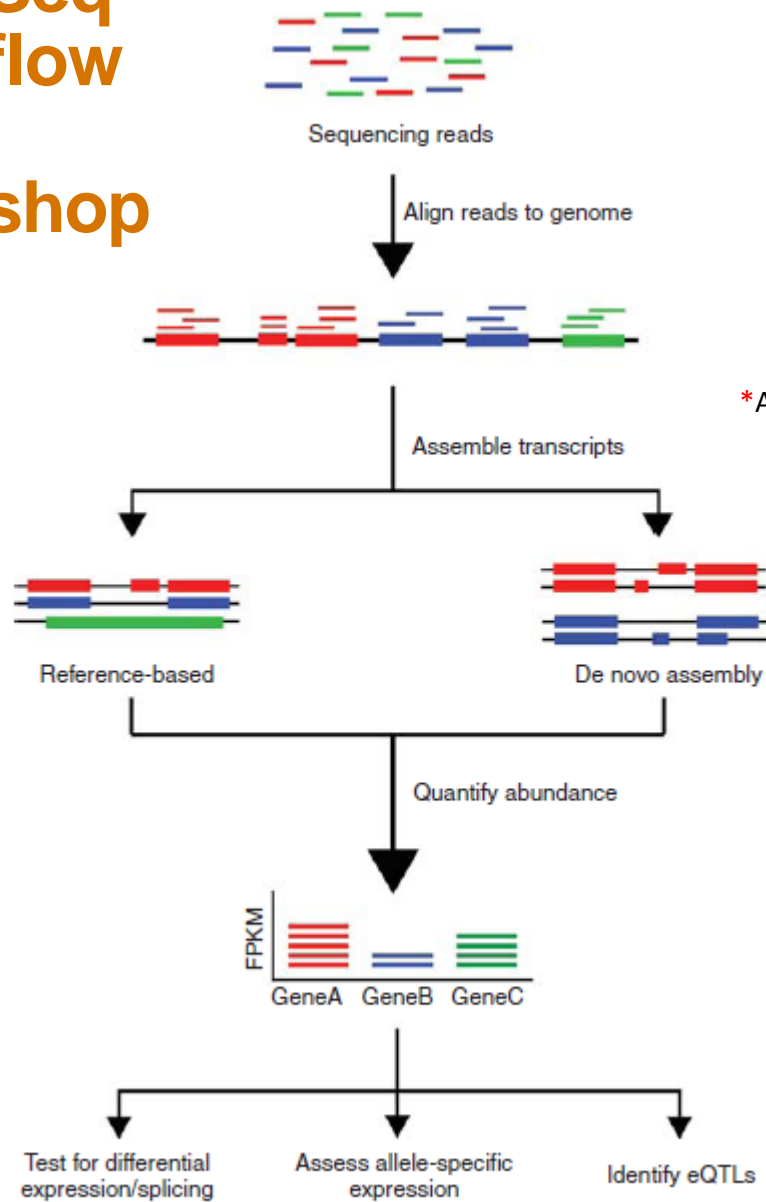 Seq
flow
shop
Sequencing reads
Align reads to genome
*A
Assemble transcripts
Reference-based
De novo assembly
Quantify abundance
FPKM
GeneA GeneB GeneC
Test for differential
expression/splicing
Assess allele-specific
expression
Identify eQTLs